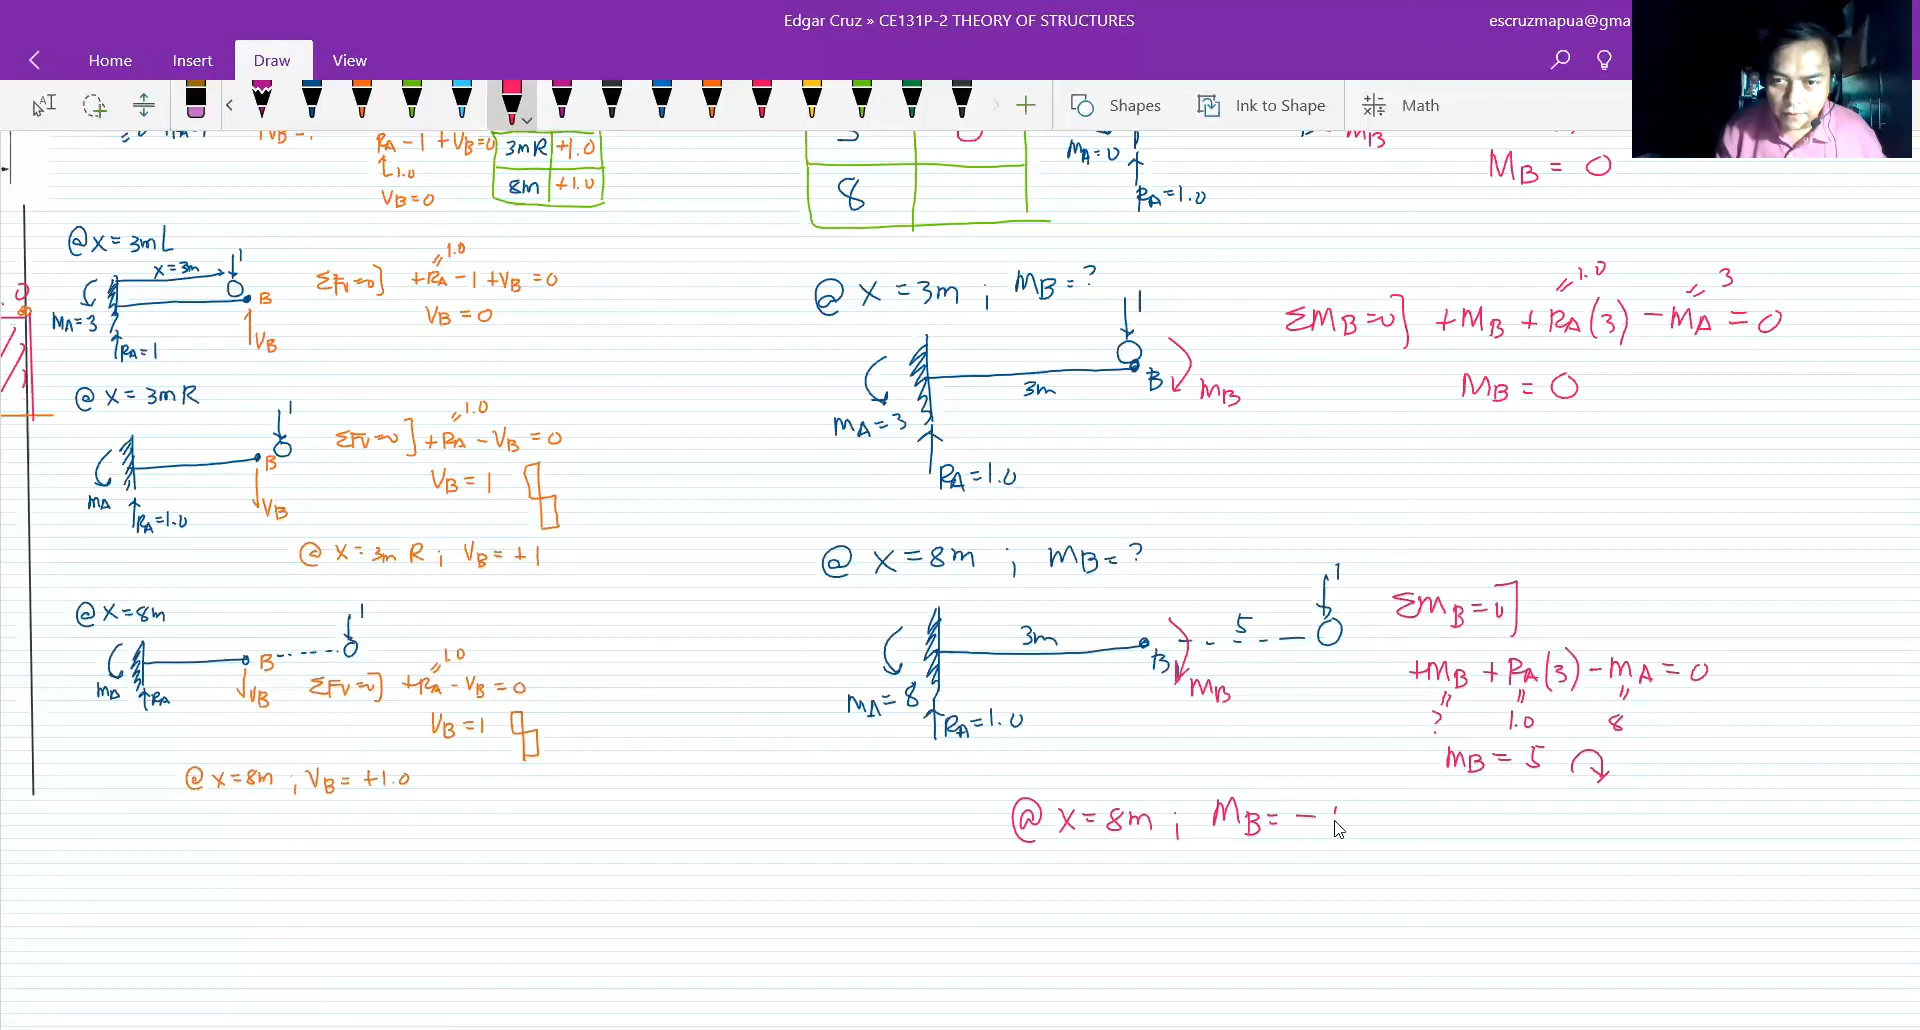 Edgar Cruz » CE131P-2 THEORY OF STRUCTURES
escruzmapua@gma
Home Insert Draw View
Shapes Ink to Shape Math
RA - 1 + VB = 0
1.0
VB = 0
3mR +1.0
8m +1.0
8
MA=0
RA=1.0
MB
MB = 0
@ X = 3m L
X = 3m
1
B
MA = 3
RA=1
VB
ΣFV=0] +RA - 1 + VB = 0
1.0
VB = 0
@ X = 3m R
1
B
MA
RA=1.0
VB
ΣFV=0] +RA - VB = 0
1.0
VB = 1
@ X = 3m R ; VB = +1
@ X = 8m
1
B
MA
RA
VB
ΣFV=0] +RA - VB = 0
1.0
VB = 1
@ X = 8m ; VB = +1.0
@ X = 3m ; MB = ?
1
3m
B
MB
MA = 3
RA = 1.0
ΣMB=0] +MB + RA(3) - MA = 0
1.0
3
MB = 0
@ X = 8m ; MB = ?
1
3m
5
B
MB
MA = 8
RA = 1.0
ΣMB = 0]
+MB + RA(3) - MA = 0
? 1.0 8
MB = 5
@ X = 8m ; MB = -